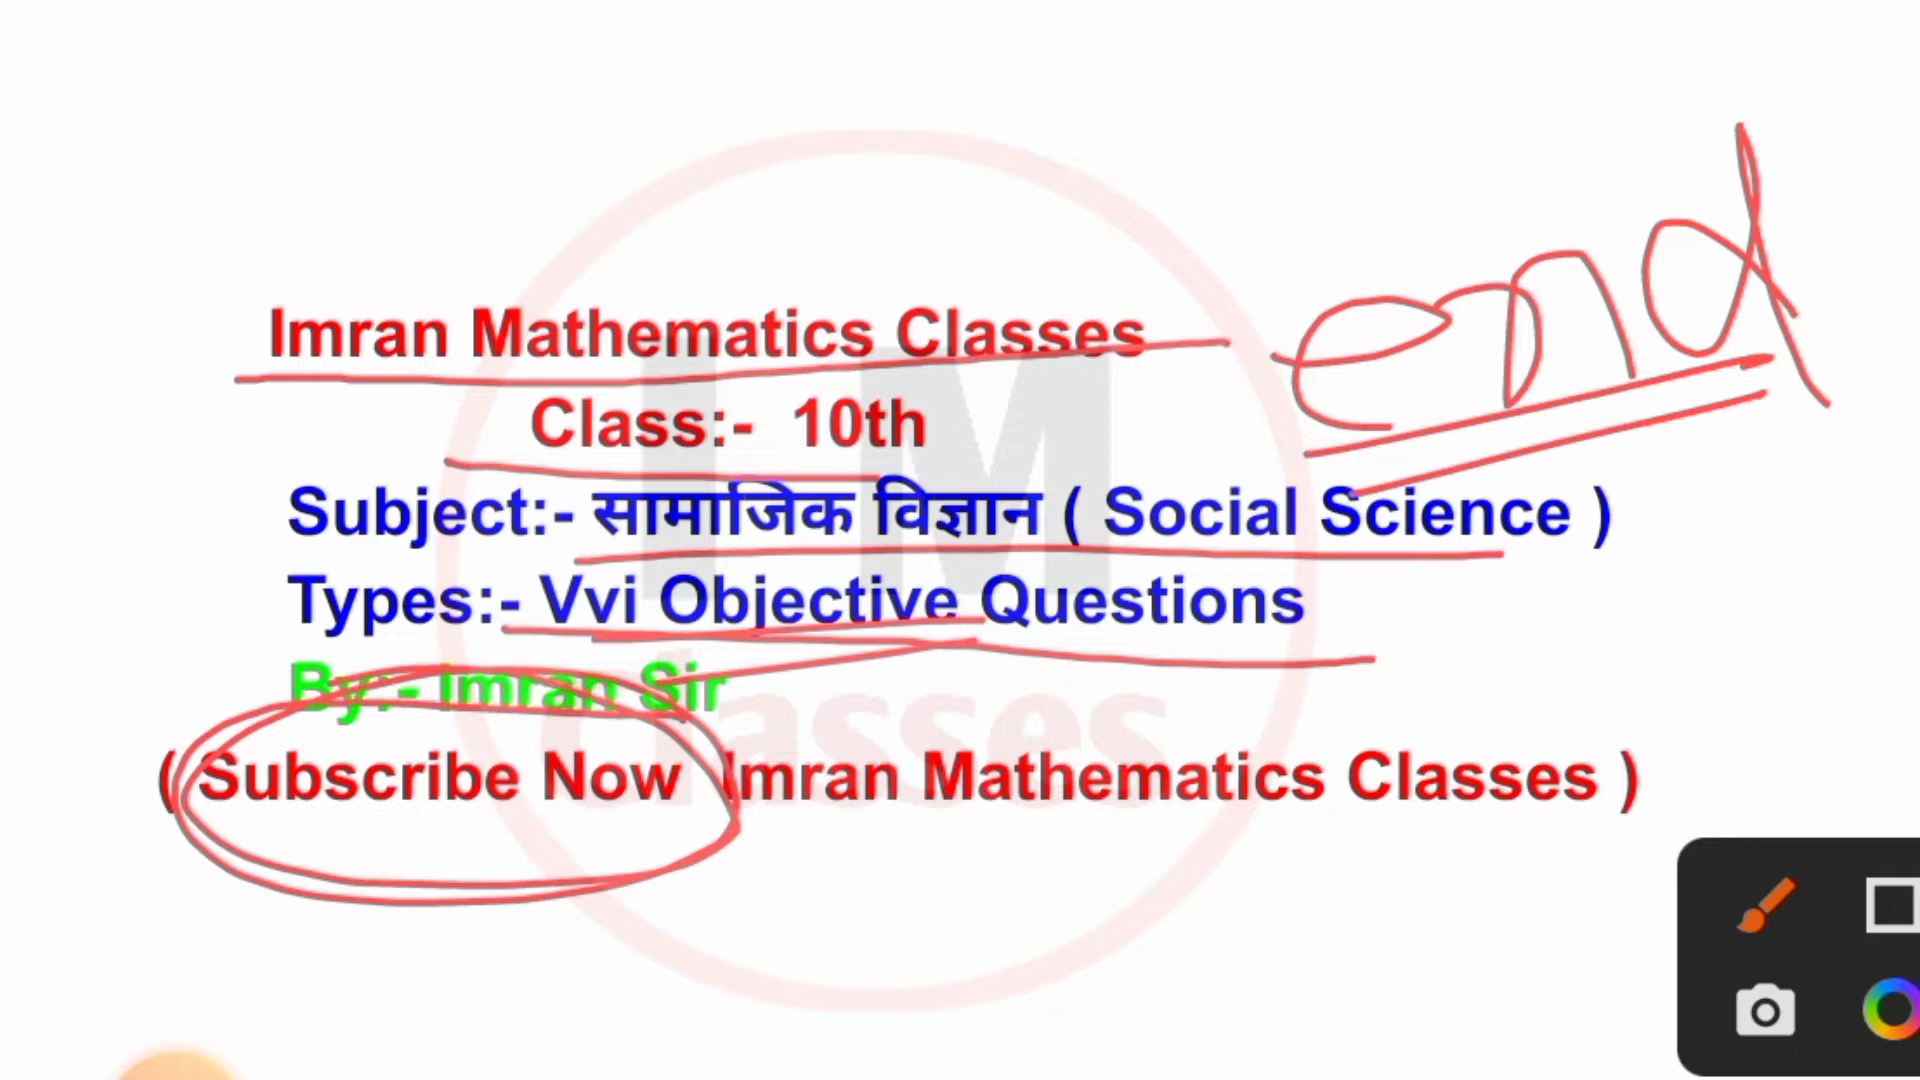 Imran Mathematics Classes
end
Class:- 10th
Subject:- सामाजिक विज्ञान ( Social Science )
Types:- Vvi Objective Questions
By:- Imran Sir
( Subscribe Now Imran Mathematics Classes )
I M
Classes